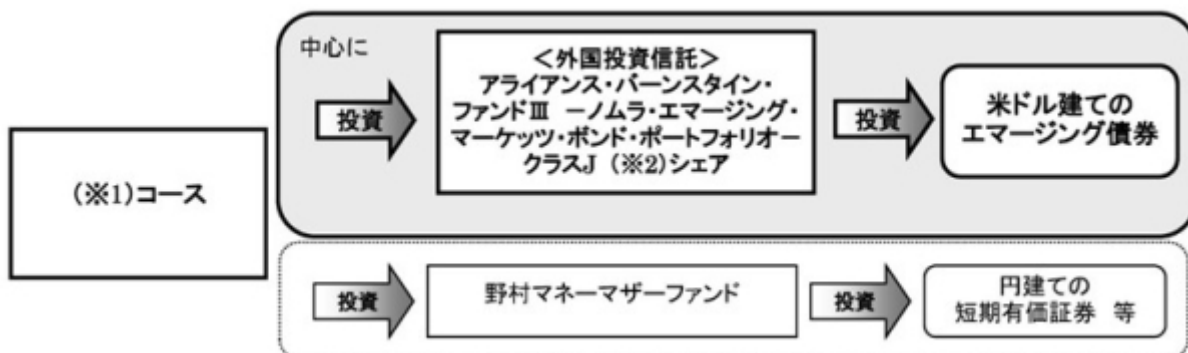 中心に
(※1)コース
投資
＜外国投資信託＞
アライアンス・バーンスタイン・
ファンドⅢ －ノムラ・エマージング・
マーケッツ・ボンド・ポートフォリオ－
クラスJ (※2)シェア
投資
米ドル建ての
エマージング債券
投資
野村マネーマザーファンド
投資
円建ての
短期有価証券 等